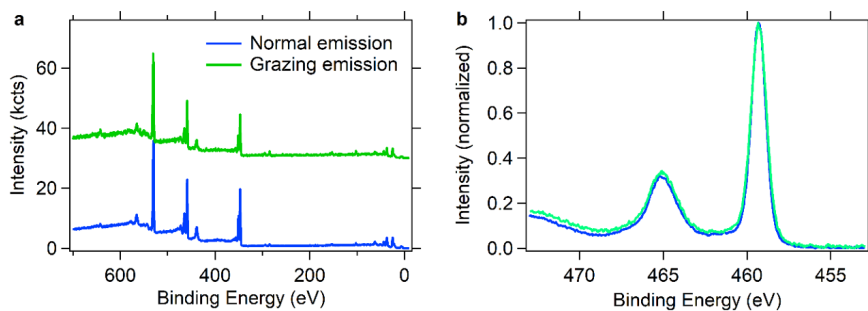 a
Normal emission
Grazing emission
Intensity (kcts)
60
40
20
0
600
400
200
0
Binding Energy (eV)
b
Intensity (normalized)
1.0
0.8
0.6
0.4
0.2
0.0
470
465
460
455
Binding Energy (eV)